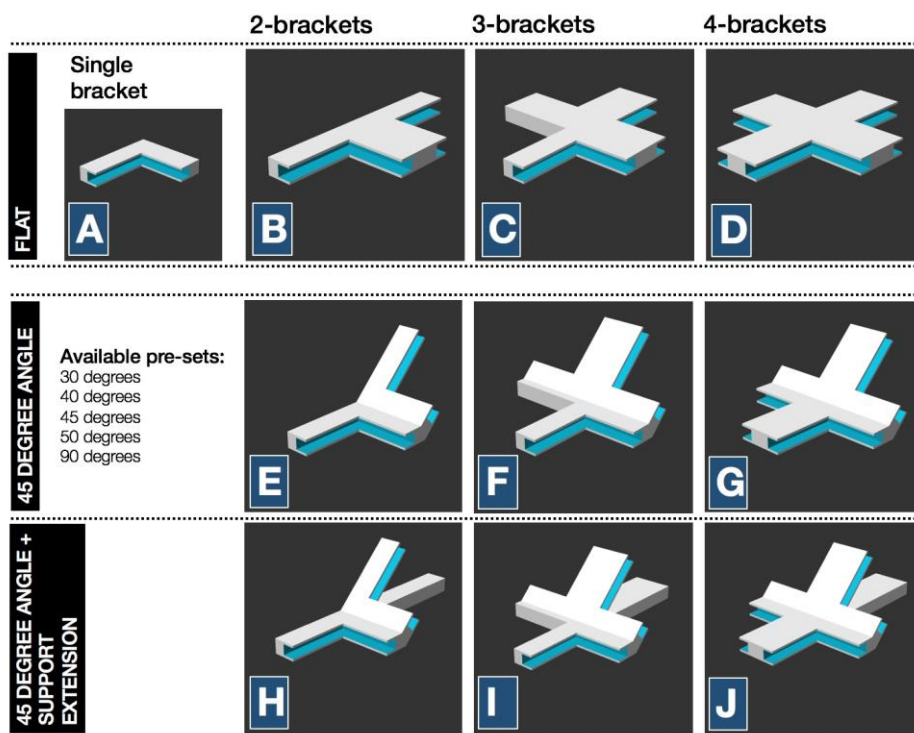 2-brackets 3-brackets 4-brackets
FLAT
Single
bracket
A
B
C
D
45 DEGREE ANGLE
Available pre-sets:
30 degrees
40 degrees
45 degrees
50 degrees
90 degrees
E
F
G
45 DEGREE ANGLE +
SUPPORT
EXTENSION
H
I
J